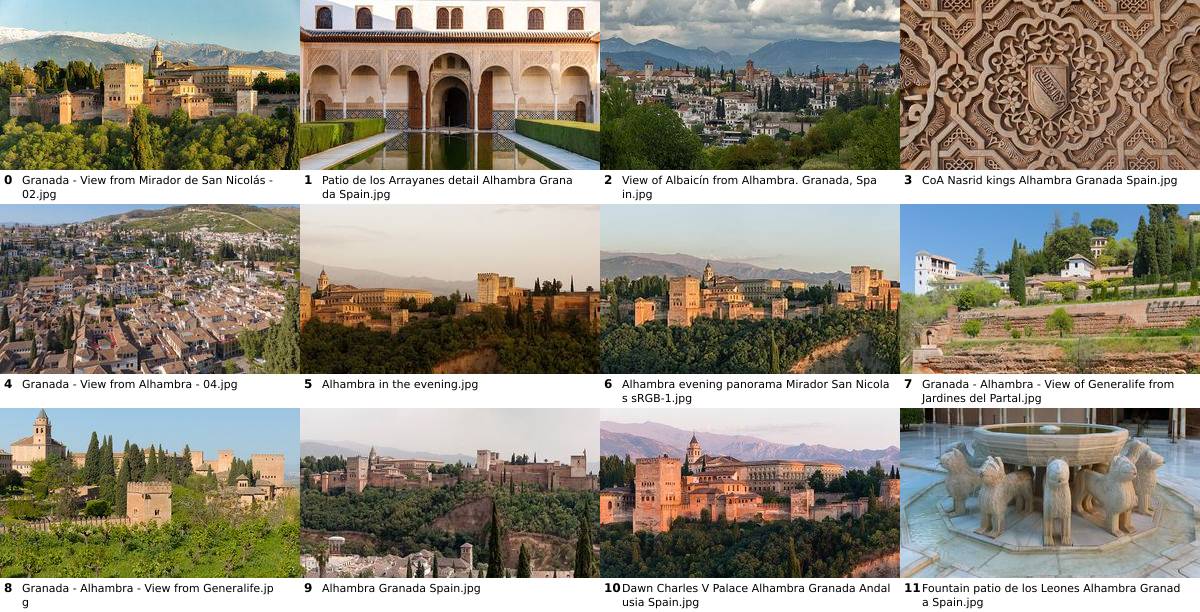 0 Granada - View from Mirador de San Nicolás -
02.jpg
1 Patio de los Arrayanes detail Alhambra Grana
da Spain.jpg
2 View of Albaicín from Alhambra. Granada, Spa
in.jpg
3 CoA Nasrid kings Alhambra Granada Spain.jpg
4 Granada - View from Alhambra - 04.jpg
5 Alhambra in the evening.jpg
6 Alhambra evening panorama Mirador San Nicola
s sRGB-1.jpg
7 Granada - Alhambra - View of Generalife from
Jardines del Partal.jpg
8 Granada - Alhambra - View from Generalife.jp
g
9 Alhambra Granada Spain.jpg
10 Dawn Charles V Palace Alhambra Granada Andal
usia Spain.jpg
11 Fountain patio de los Leones Alhambra Granad
a Spain.jpg